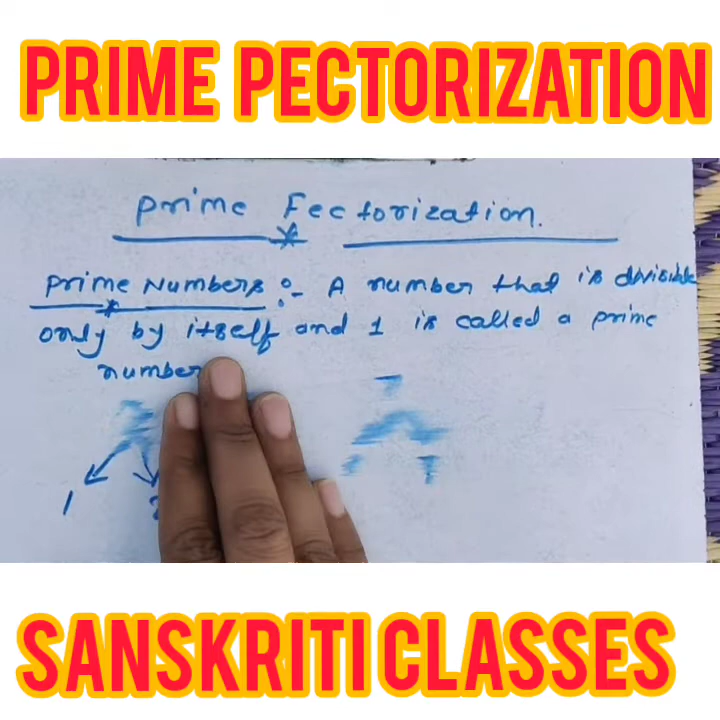 PRIME PECTORIZATION
Prime Fectorization.
Prime Numbers :- A number that is divisible
only by itself and 1 is called a prime
number
1
SANSKRITI CLASSES